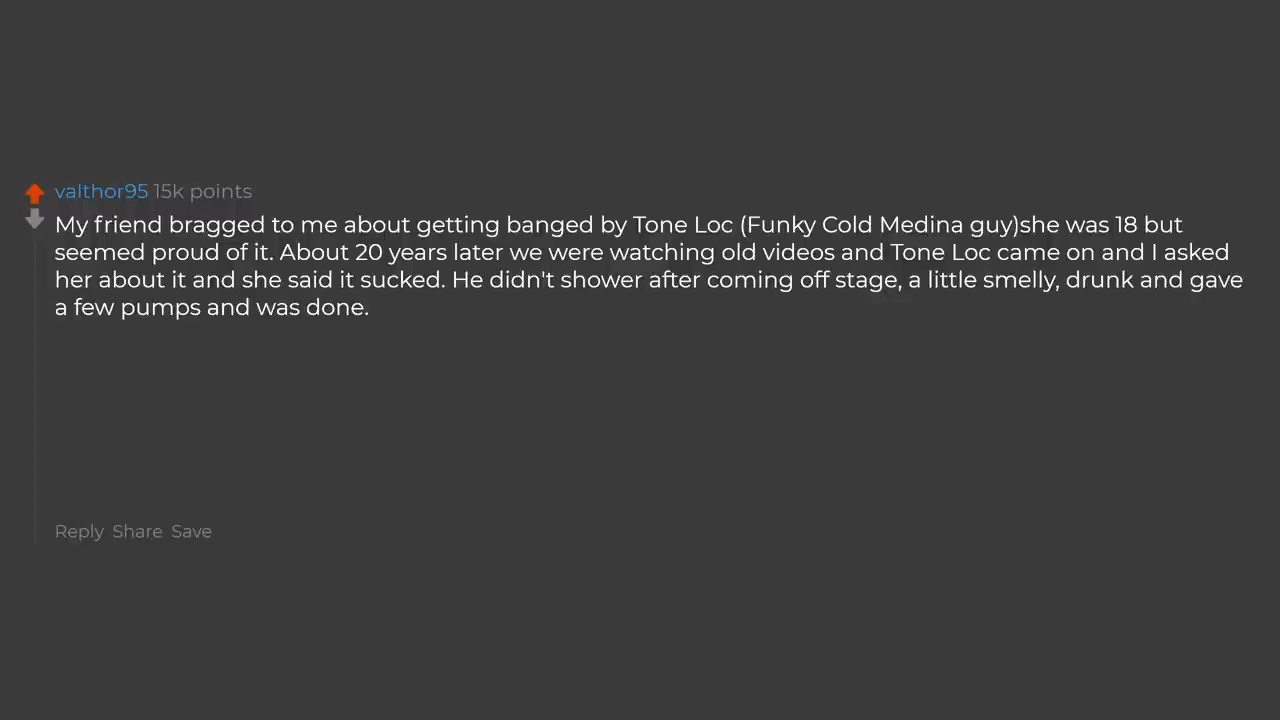 valthor95 15k points
My friend bragged to me about getting banged by Tone Loc (Funky Cold Medina guy)she was 18 but
seemed proud of it. About 20 years later we were watching old videos and Tone Loc came on and I asked
her about it and she said it sucked. He didn't shower after coming off stage, a little smelly, drunk and gave
a few pumps and was done.
Reply Share Save